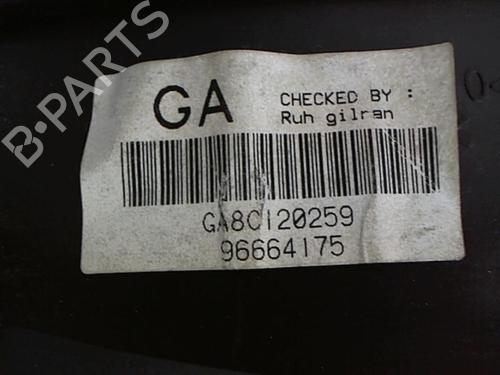 B-PARTS
GA
CHECKED BY :
Ruh gilran
GA8C120259
96664175